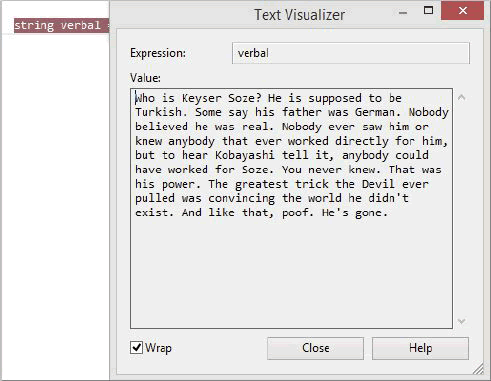 string verbal =
Text Visualizer
Expression:
verbal
Value:
Who is Keyser Soze? He is supposed to be
Turkish. Some say his father was German. Nobody
believed he was real. Nobody ever saw him or
knew anybody that ever worked directly for him,
but to hear Kobayashi tell it, anybody could
have worked for Soze. You never knew. That was
his power. The greatest trick the Devil ever
pulled was convincing the world he didn't
exist. And like that, poof. He's gone.
Wrap
Close
Help